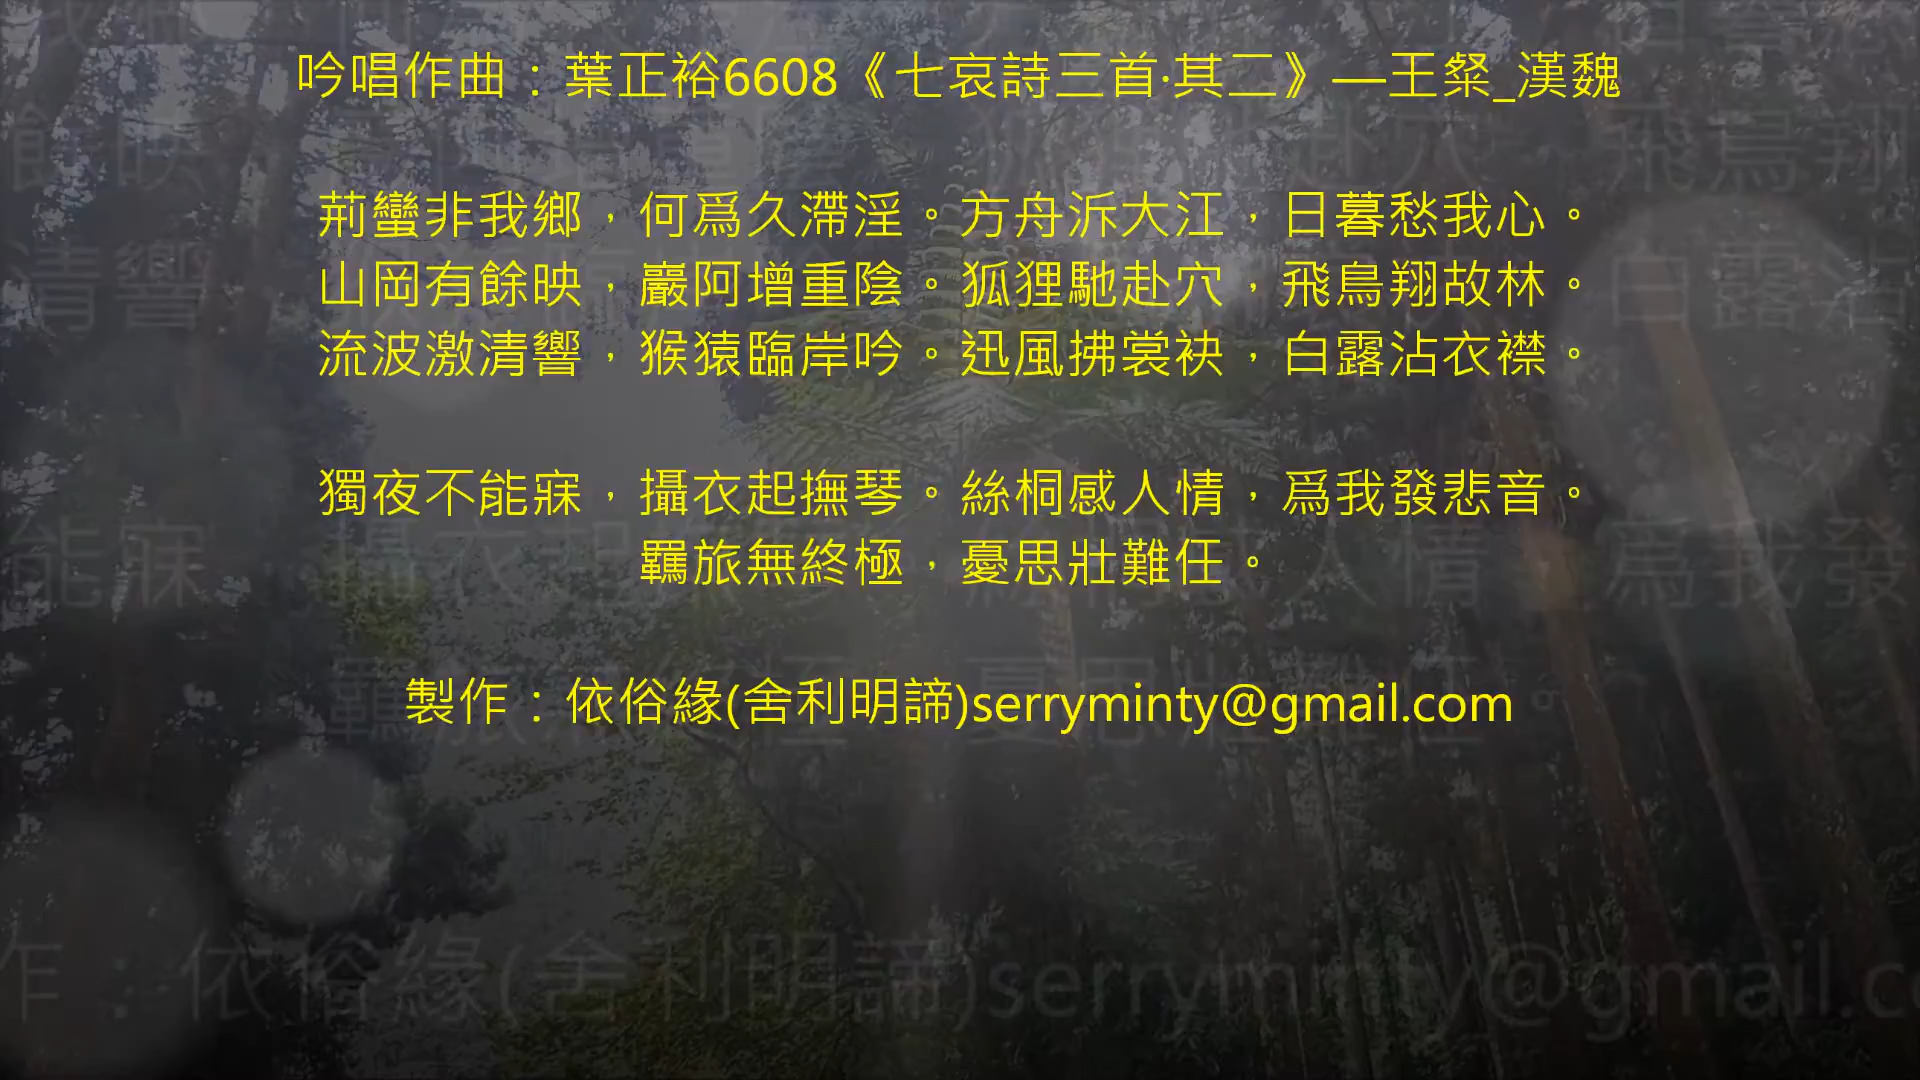 吟唱作曲：葉正裕6608《七哀詩三首·其二》—王粲_漢魏
荊蠻非我鄉，何爲久滯淫。方舟泝大江，日暮愁我心。
山岡有餘映，巖阿增重陰。狐狸馳赴穴，飛鳥翔故林。
流波激清響，猴猿臨岸吟。迅風拂裳袂，白露沾衣襟。
獨夜不能寐，攝衣起撫琴。絲桐感人情，爲我發悲音。
羈旅無終極，憂思壯難任。
製作：依俗緣(舍利明諦)serryminty@gmail.com